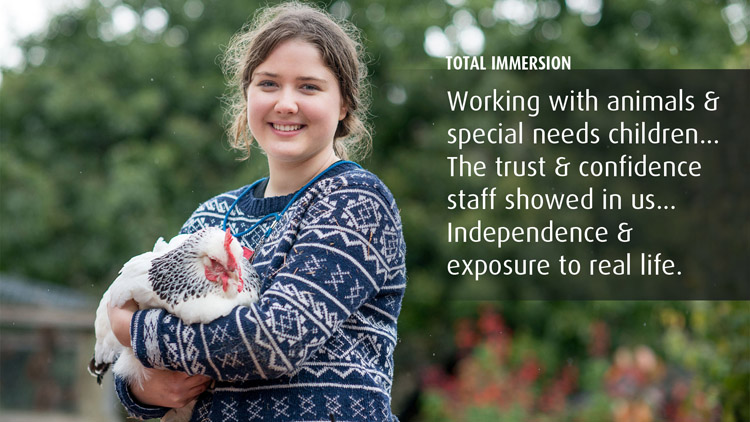 TOTAL IMMERSION
Working with animals &
special needs children...
The trust & confidence
staff showed in us...
Independence &
exposure to real life.